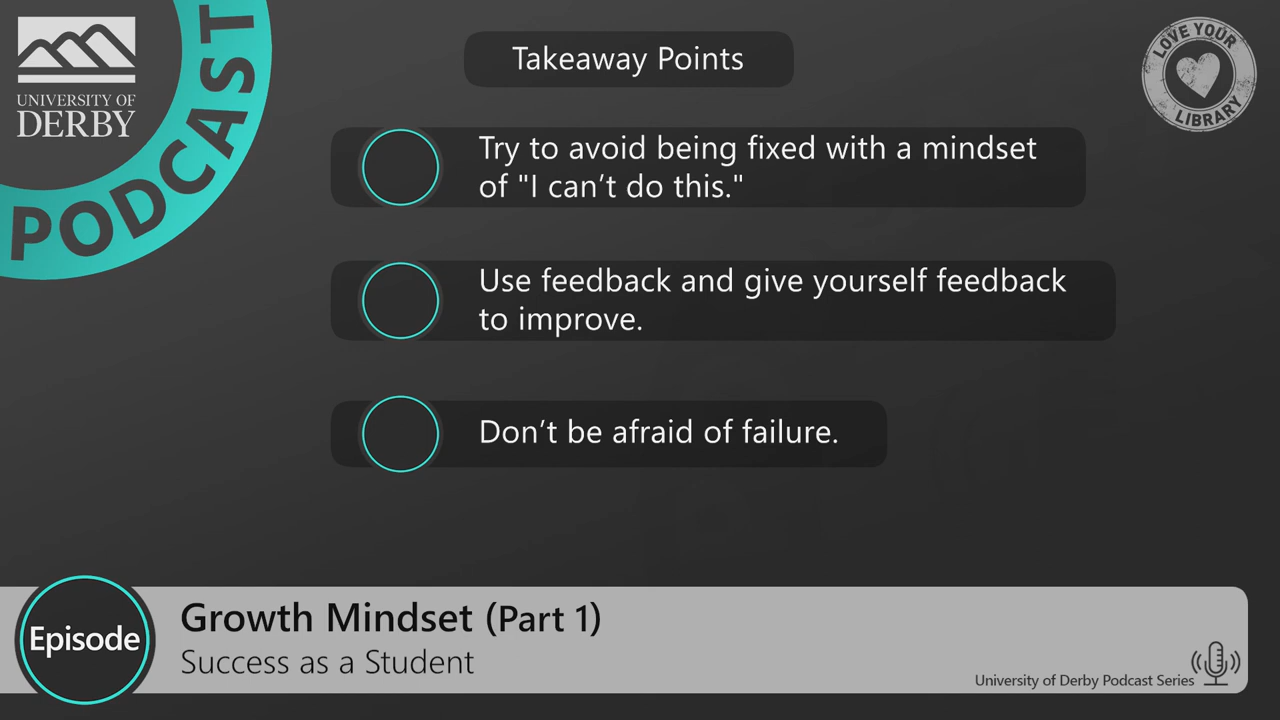 UNIVERSITY OF
DERBY
PODCAST
LOVE YOUR
LIBRARY
Takeaway Points
Try to avoid being fixed with a mindset
of "I can’t do this."
Use feedback and give yourself feedback
to improve.
Don’t be afraid of failure.
Episode
Growth Mindset (Part 1)
Success as a Student
University of Derby Podcast Series